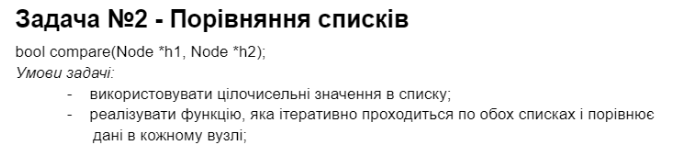 Задача №2 - Порівняння списків
bool compare(Node *h1, Node *h2);
Умови задачі:
- використовувати цілочисельні значення в списку;
- реалізувати функцію, яка ітеративно проходиться по обох списках і порівнює
дані в кожному вузлі;